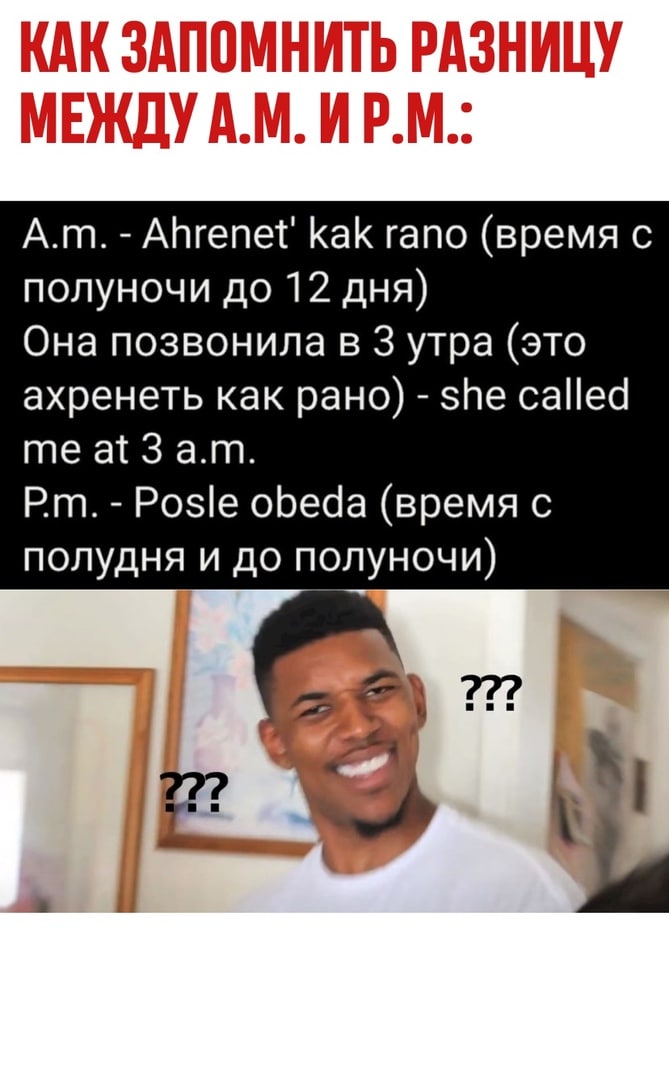 КАК ЗАПОМНИТЬ РАЗНИЦУ
МЕЖДУ A.M. И P.M.:
A.m. - Ahrenet' kak rano (время с
полуночи до 12 дня)
Она позвонила в 3 утра (это
ахренеть как рано) - she called
me at 3 a.m.
P.m. - Posle obeda (время с
полудня и до полуночи)
???
???